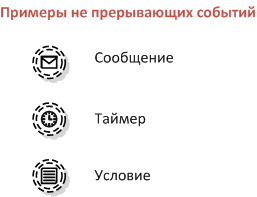 Примеры не прерывающих событий
Сообщение
Таймер
Условие